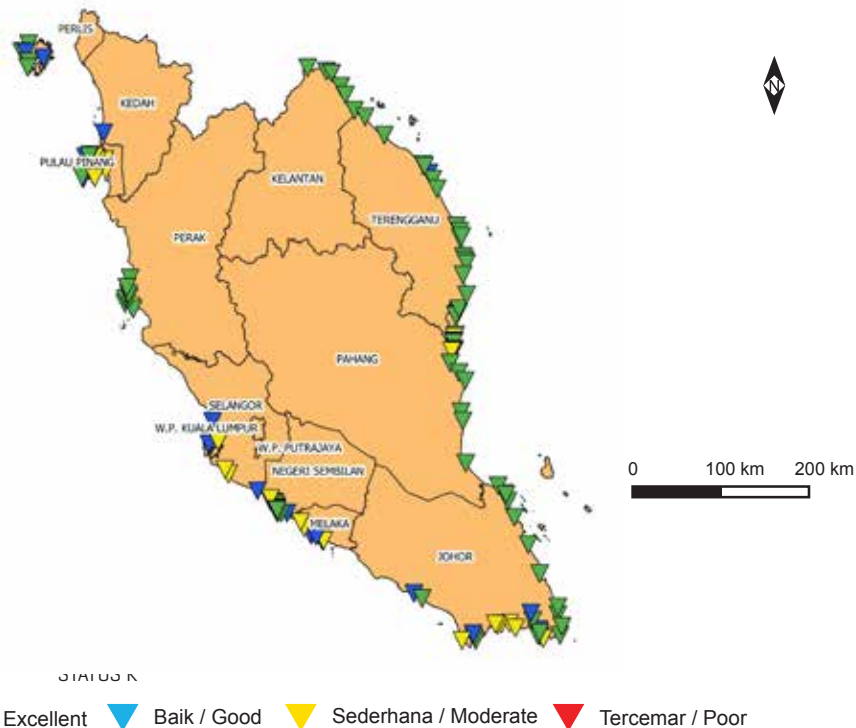 PERLIS
KEDAH
N
PULAU PINANG
KELANTAN
TERENGGANU
PERAK
PAHANG
SELANGOR
W.P. KUALA LUMPUR
W.P. PUTRAJAYA
NEGERI SEMBILAN
0 100 km 200 km
MELAKA
JOHOR
Excellent Baik / Good Sederhana / Moderate Tercemar / Poor